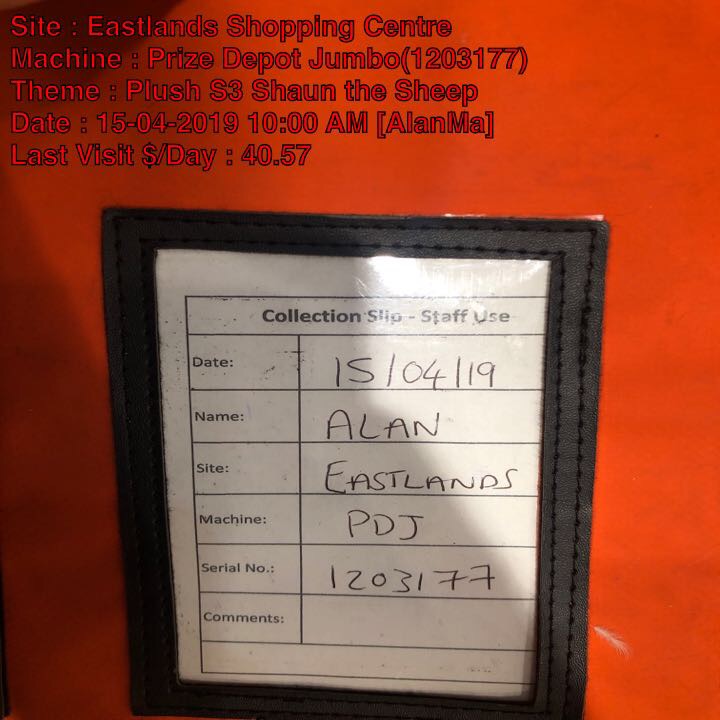 Site : Eastlands Shopping Centre
Machine : Prize Depot Jumbo(1203177)
Theme : Plush S3 Shaun the Sheep
Date : 15-04-2019 10:00 AM [AlanMa]
Last Visit $/Day : 40.57
Collection Slip - Staff Use
Date: 15/04/19
Name: ALAN
Site: EASTLANDS
Machine: PDJ
Serial No.: 1203177
Comments: